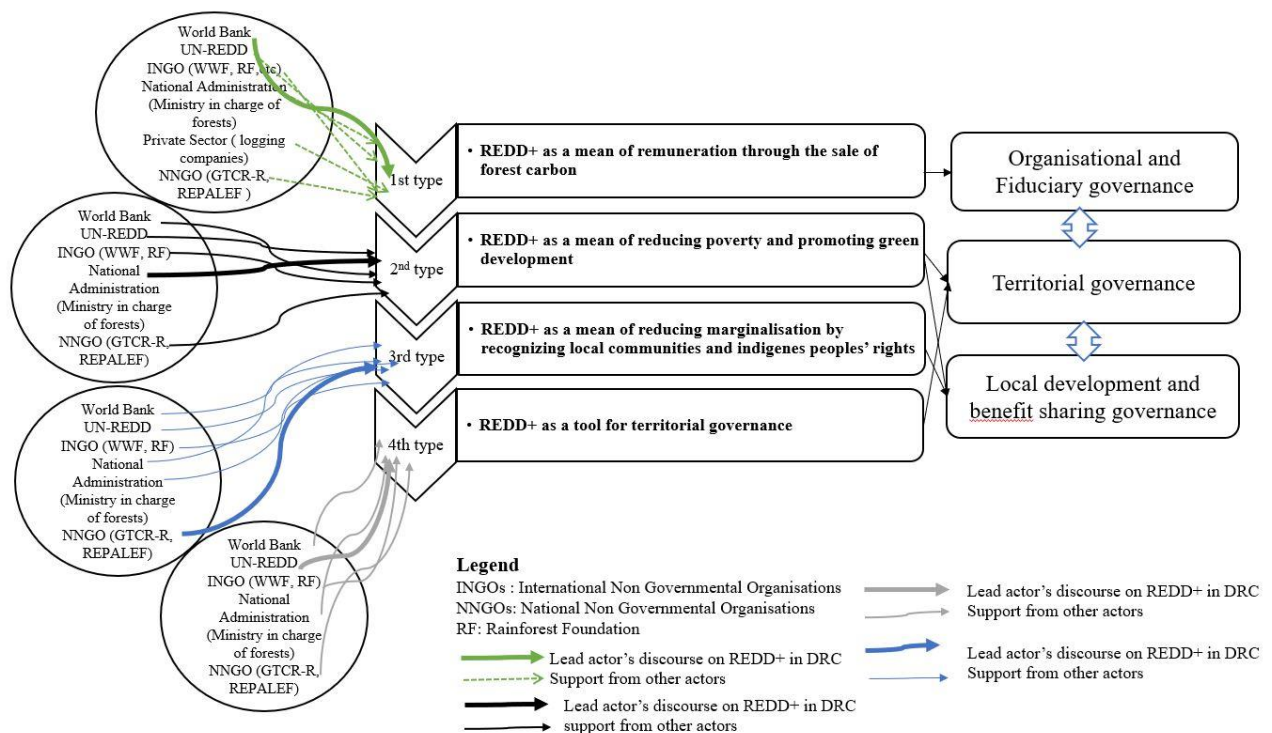 World Bank
UN-REDD
INGO (WWF, RF,etc)
National Administration
(Ministry in charge of
forests)
Private Sector ( logging
companies)
NNGO (GTCR-R,
REPALEF )
1st type
• REDD+ as a mean of remuneration through the sale of
forest carbon
Organisational and
Fiduciary governance
World Bank
UN-REDD
INGO (WWF, RF)
National
Administration
(Ministry in charge
of forests)
NNGO (GTCR-R,
REPALEF)
2nd type
• REDD+ as a mean of reducing poverty and promoting green
development
Territorial governance
World Bank
UN-REDD
INGO (WWF, RF)
National
Administration
(Ministry in charge
of forests)
NNGO (GTCR-R,
REPALEF)
3rd type
• REDD+ as a mean of reducing marginalisation by
recognizing local communities and indigenes peoples’ rights
Local development and
benefit sharing governance
World Bank
UN-REDD
INGO (WWF, RF)
National
Administration
(Ministry in charge
of forests)
NNGO (GTCR-R,
REPALEF)
4th type
• REDD+ as a tool for territorial governance
Legend
INGOs : International Non Governmental Organisations
NNGOs: National Non Governmental Organisations
RF: Rainforest Foundation
Lead actor’s discourse on REDD+ in DRC
Support from other actors
Lead actor’s discourse on REDD+ in DRC
support from other actors
Lead actor’s discourse on REDD+ in DRC
Support from other actors
Lead actor’s discourse on REDD+ in DRC
Support from other actors